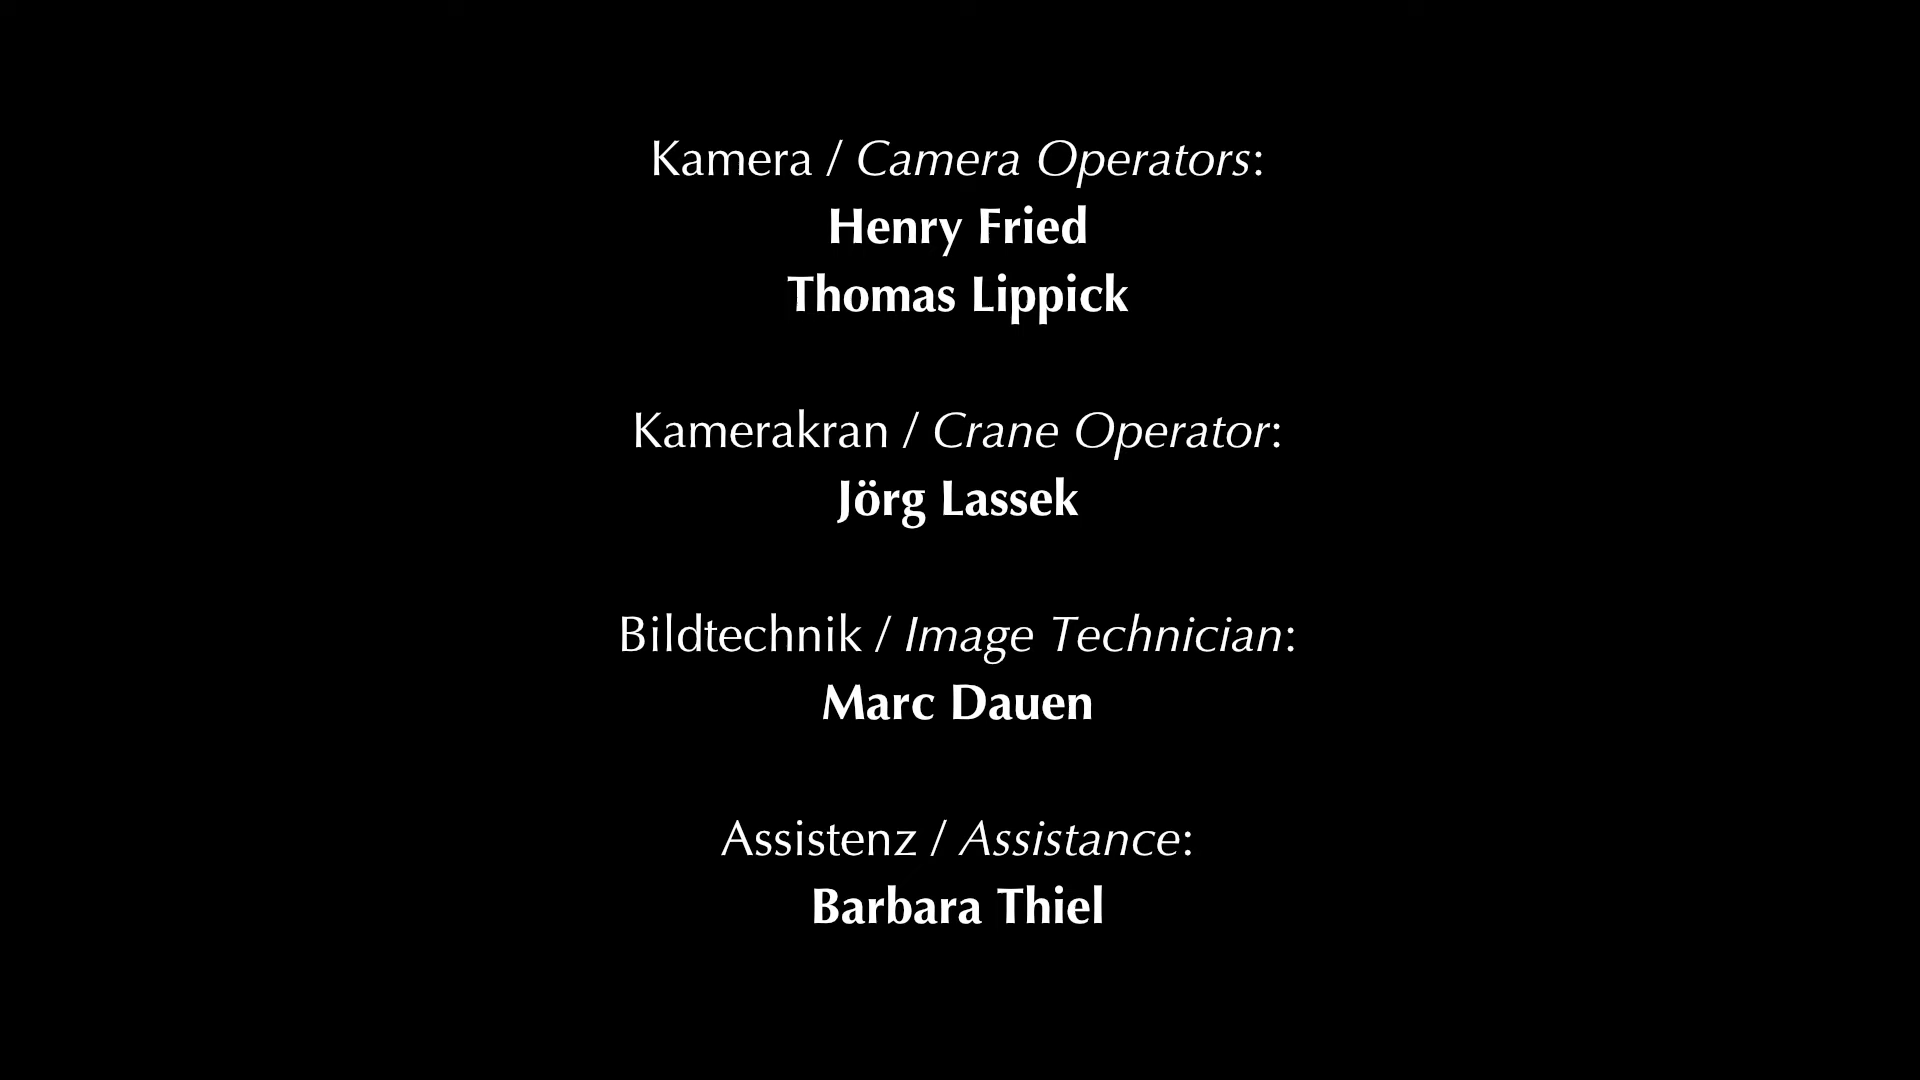 Kamera / Camera Operators:
Henry Fried
Thomas Lippick
Kamerakran / Crane Operator:
Jörg Lassek
Bildtechnik / Image Technician:
Marc Dauen
Assistenz / Assistance:
Barbara Thiel